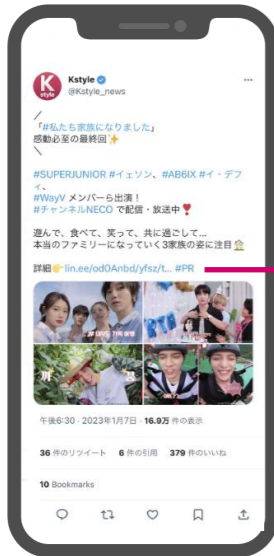 K
style
Kstyle
@Kstyle_news
/
「#私たち家族になりました」
感動必至の最終回✨
\
#SUPERJUNIOR #イェソン、#AB6IX #イ・デフ
ィ、
#WayV メンバーら出演！
#チャンネルNECO で配信・放送中❣️
遊んで、食べて、笑って、共に過ごして...
本当のファミリーになっていく3家族の姿に注目🏠
詳細👉lin.ee/od0Anbd/yfsz/t... #PR
午後6:30 · 2023年1月7日 · 16.9万 件の表示
36 件のリツイート 6 件の引用 379 件のいいね
10 Bookmarks